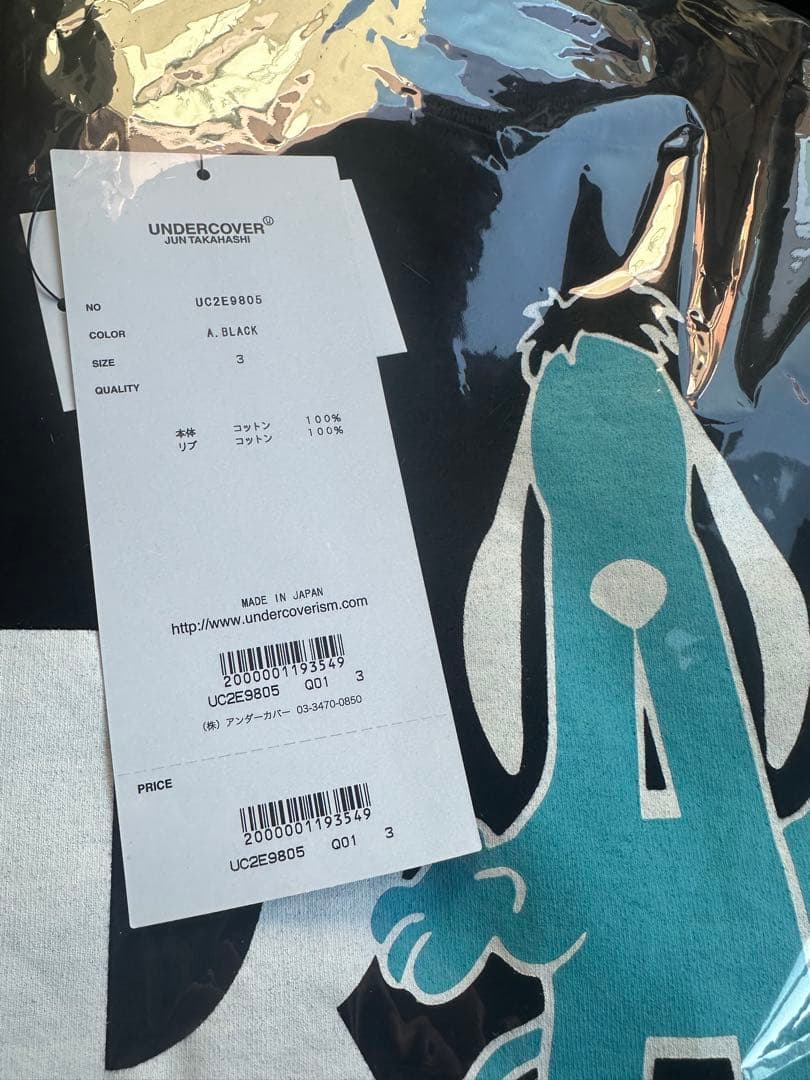 UNDERCOVER Ⓤ
JUN TAKAHASHI
NO UC2E9805
COLOR A.BLACK
SIZE 3
QUALITY
本体 コットン 100%
リブ コットン 100%
MADE IN JAPAN
http://www.undercoverism.com
2000001193549
UC2E9805 Q01 3
(株) アンダーカバー 03-3470-0850
PRICE
2000001193549
UC2E9805 Q01 3